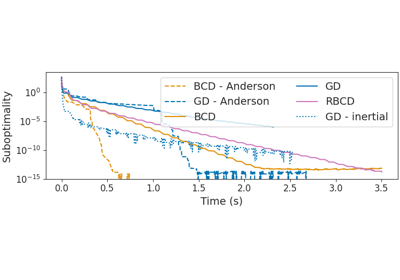 Suboptimality
10^0
10^-5
10^-10
10^-15
BCD - Anderson
GD - Anderson
BCD
GD
RBCD
GD - inertial
0.0 0.5 1.0 1.5 2.0 2.5 3.0 3.5
Time (s)